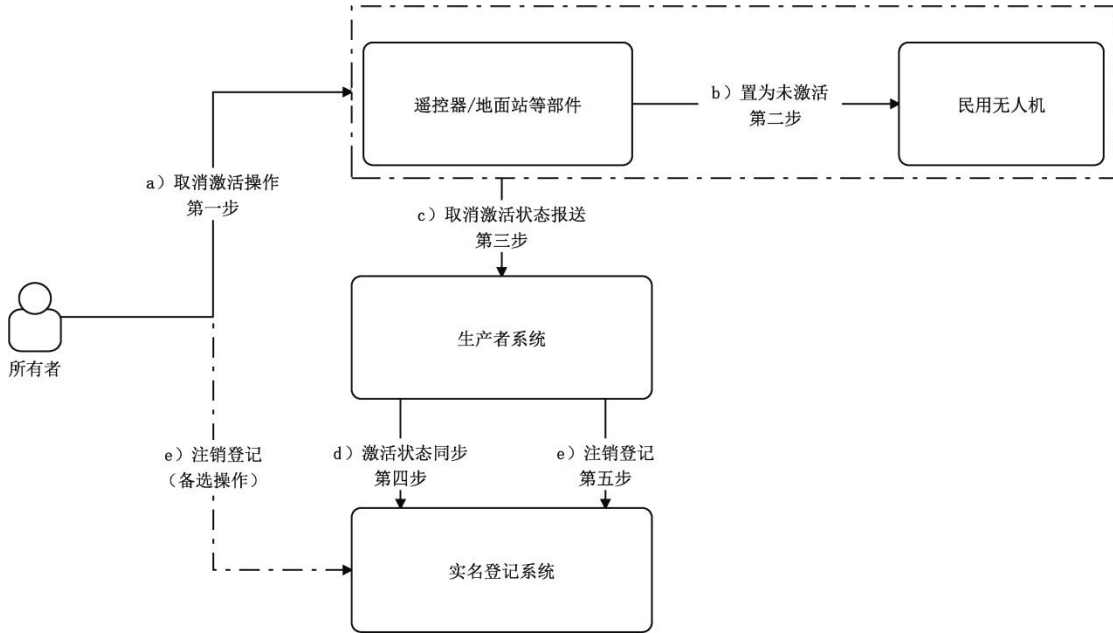 遥控器/地面站等部件
b）置为未激活
第二步
民用无人机
a）取消激活操作
第一步
c）取消激活状态报送
第三步
生产者系统
所有者
e）注销登记
（备选操作）
d）激活状态同步
第四步
e）注销登记
第五步
实名登记系统